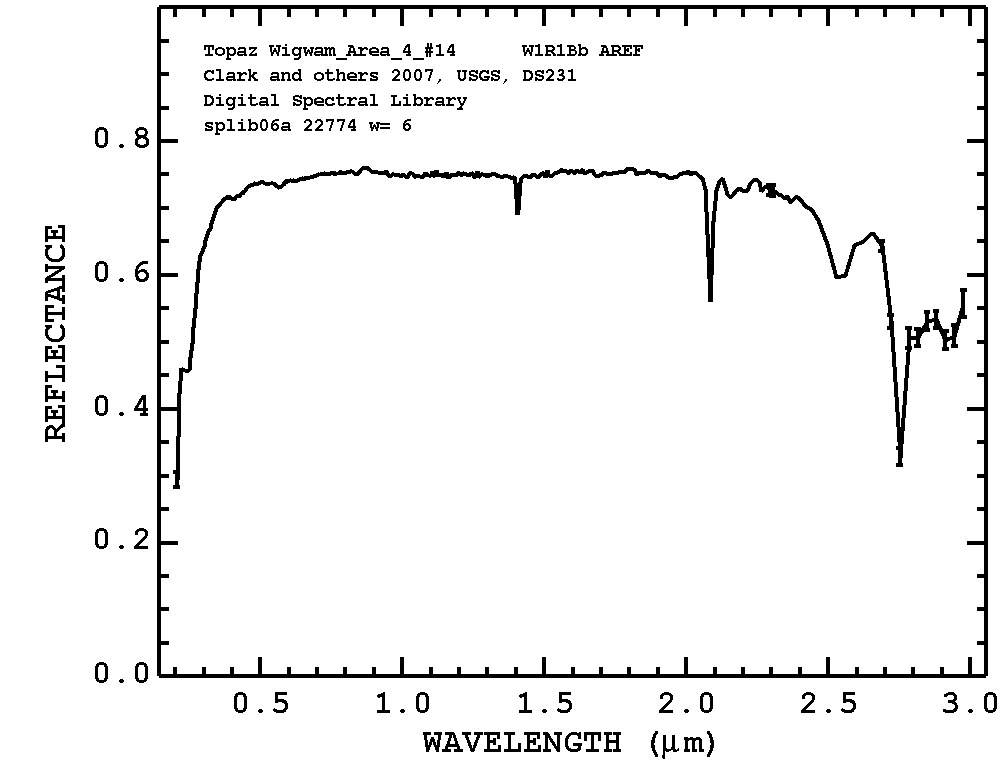 Topaz Wigwam_Area_4_#14 W1R1Bb AREF
Clark and others 2007, USGS, DS231
Digital Spectral Library
splib06a 22774 w= 6
REFLECTANCE
0.8
0.6
0.4
0.2
0.0
0.5 1.0 1.5 2.0 2.5 3.0
WAVELENGTH (μm)